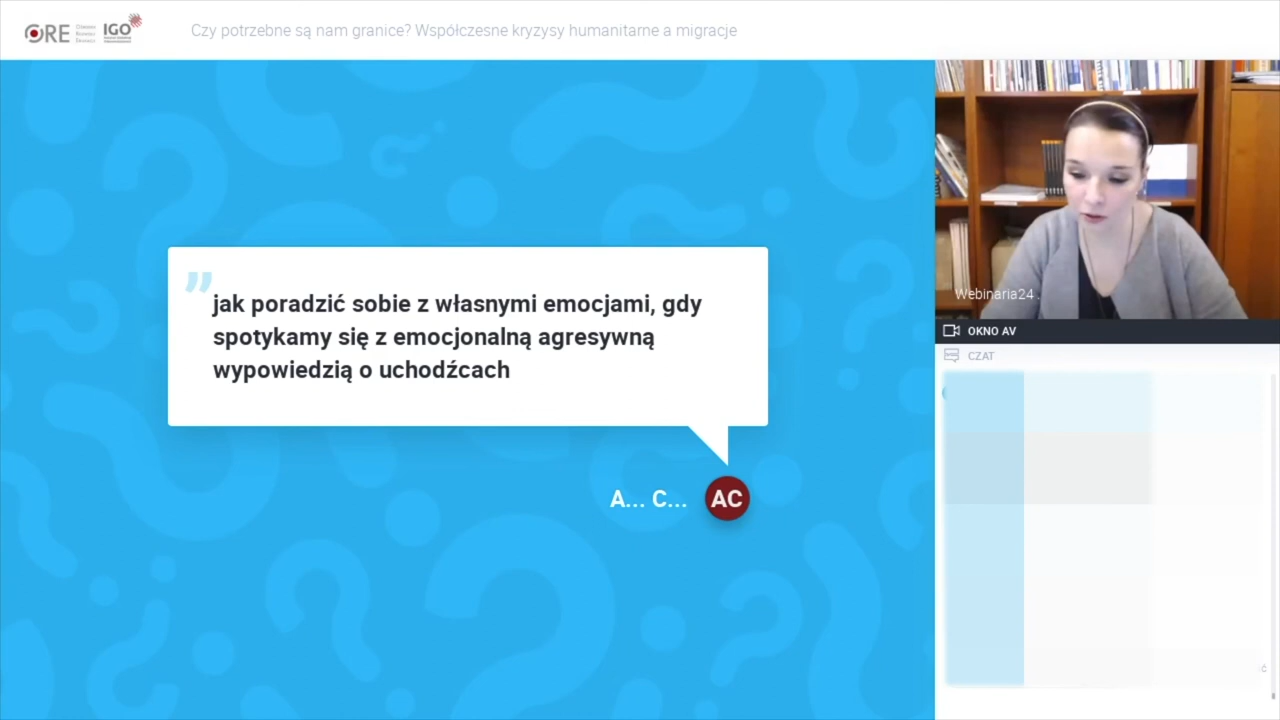 ORE
IGO
Czy potrzebne są nam granice? Współczesne kryzysy humanitarne a migracje
”
jak poradzić sobie z własnymi emocjami, gdy
spotykamy się z emocjonalną agresywną
wypowiedzią o uchodźcach
A... C...
AC
Webinaria24 .
OKNO AV
CZAT